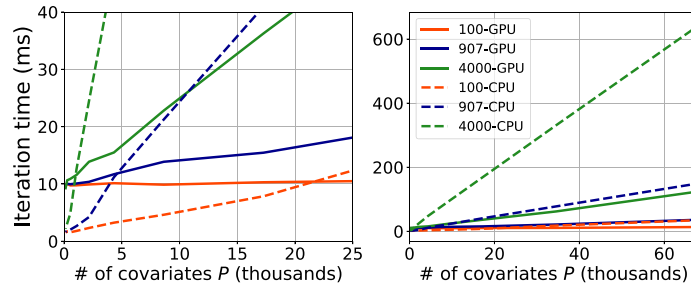 Iteration time (ms)
40
30
20
10
0
0
5
10
15
20
25
# of covariates P (thousands)
600
400
200
0
0
20
40
60
# of covariates P (thousands)
100-GPU
907-GPU
4000-GPU
100-CPU
907-CPU
4000-CPU